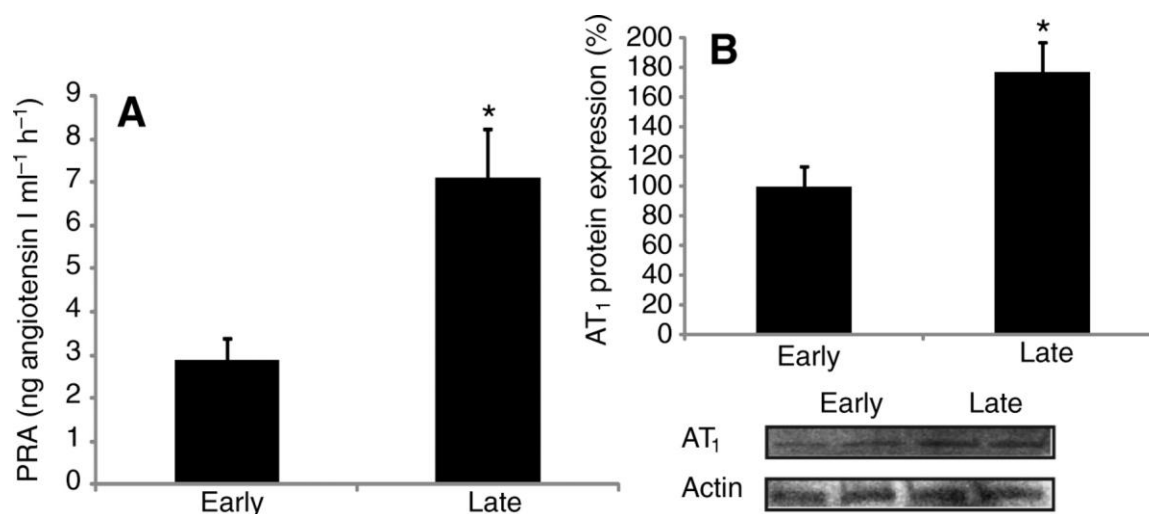 A
PRA (ng angiotensin I ml⁻¹ h⁻¹)
9
8
7
6
5
4
3
2
1
0
Early Late
*
B
AT₁ protein expression (%)
200
180
160
140
120
100
80
60
40
20
0
Early Late
*
Early Late
AT₁
Actin